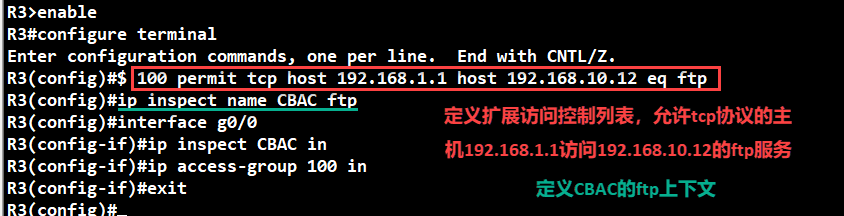 R3>enable
R3#configure terminal
Enter configuration commands, one per line.  End with CNTL/Z.
R3(config)#$ 100 permit tcp host 192.168.1.1 host 192.168.10.12 eq ftp
R3(config)#ip inspect name CBAC ftp
R3(config)#interface g0/0
R3(config-if)#ip inspect CBAC in
R3(config-if)#ip access-group 100 in
R3(config-if)#exit
R3(config)#_
定义扩展访问控制列表，允许tcp协议的主
机192.168.1.1访问192.168.10.12的ftp服务
定义CBAC的ftp上下文